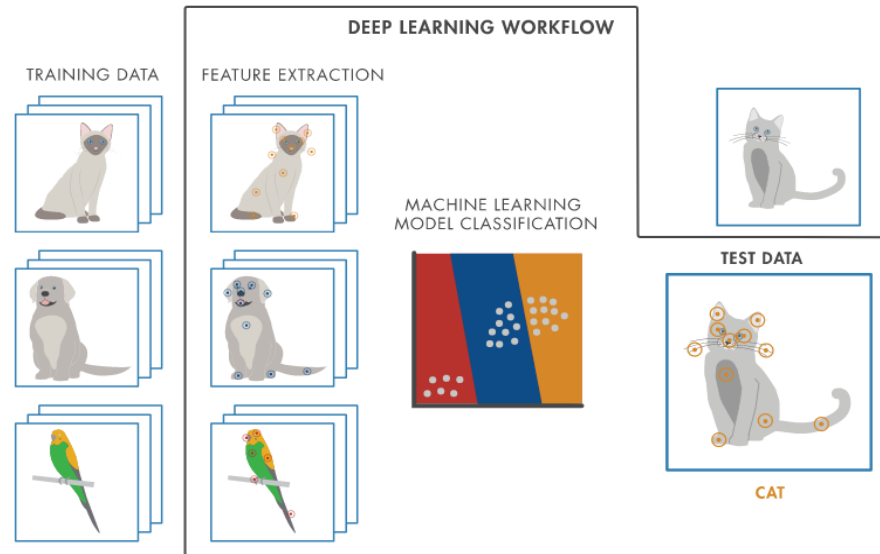 DEEP LEARNING WORKFLOW
TRAINING DATA
FEATURE EXTRACTION
MACHINE LEARNING
MODEL CLASSIFICATION
TEST DATA
CAT